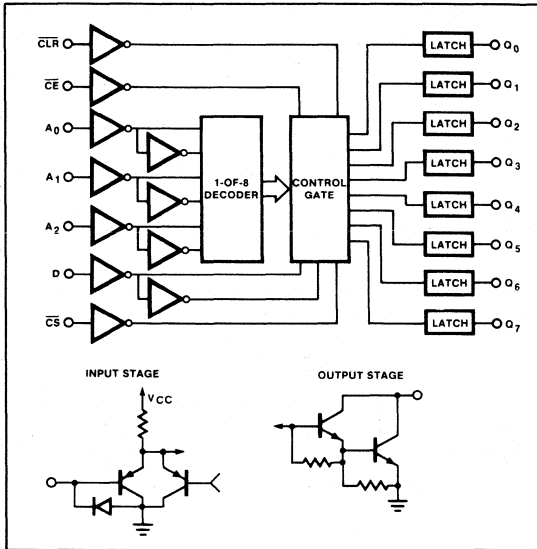 CLR
CE
A0
A1
A2
D
CS
1-OF-8
DECODER
CONTROL
GATE
LATCH Q0
LATCH Q1
LATCH Q2
LATCH Q3
LATCH Q4
LATCH Q5
LATCH Q6
LATCH Q7
INPUT STAGE
VCC
OUTPUT STAGE